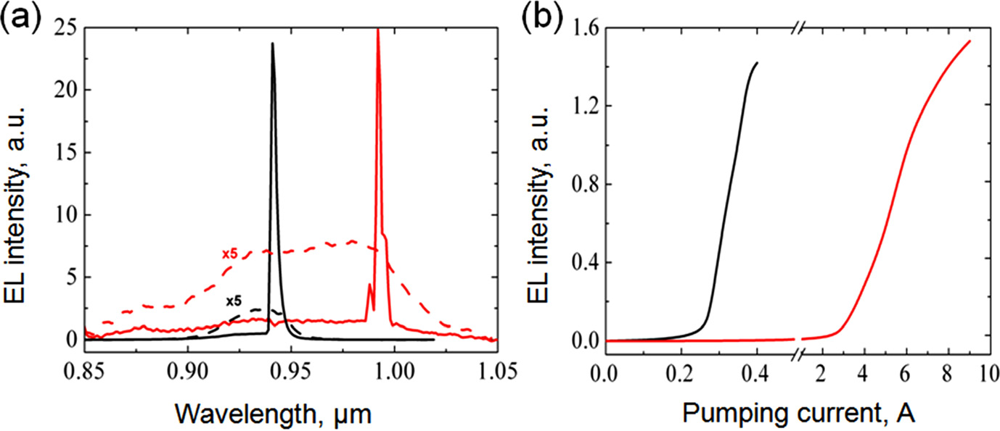 (a)
25
20
15
10
5
0
EL intensity, a.u.
x5
x5
0.85 0.90 0.95 1.00 1.05
Wavelength, µm
(b)
1.6
1.2
0.8
0.4
0.0
EL intensity, a.u.
0.0 0.2 0.4 2 4 6 8 10
Pumping current, A